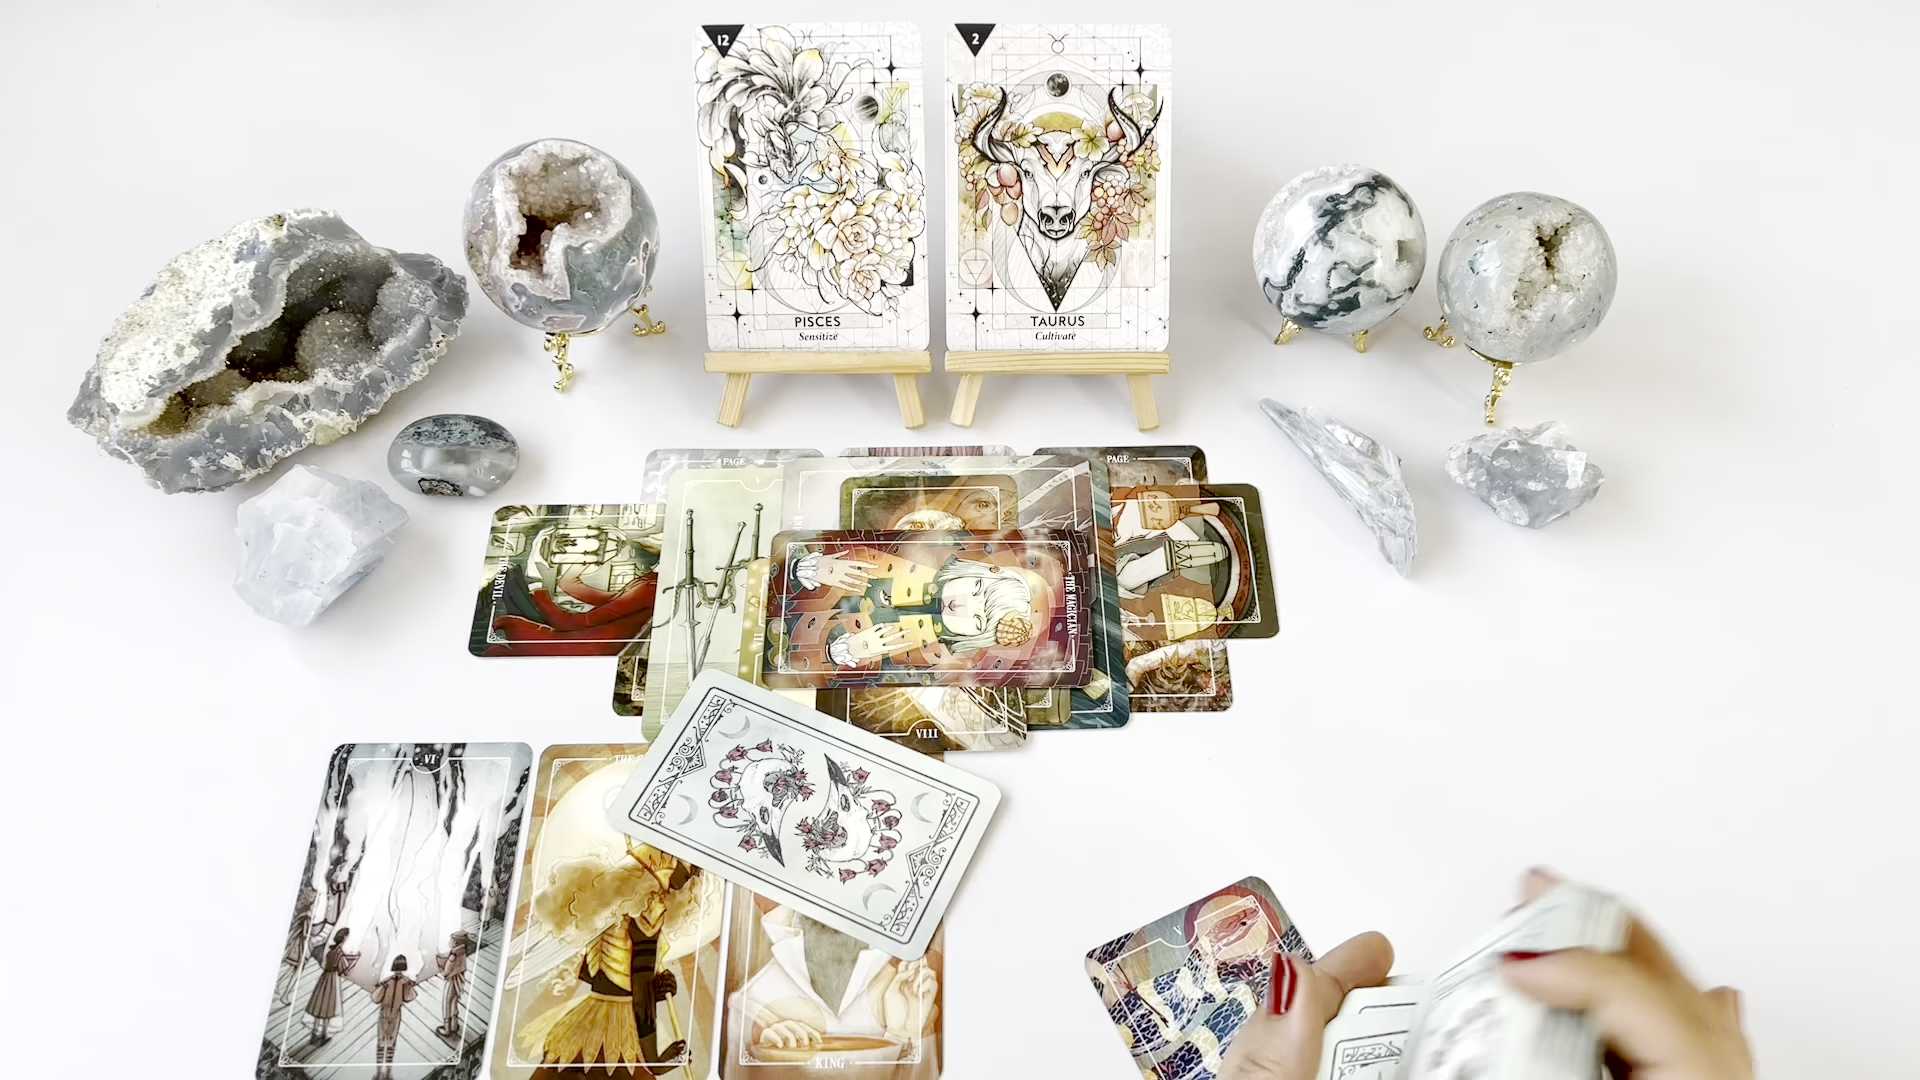 12
2
PISCES
Sensitize
TAURUS
Cultivate
PAGE
PAGE
THE DEVIL
THE MAGICIAN
VIII
VI
V
KING